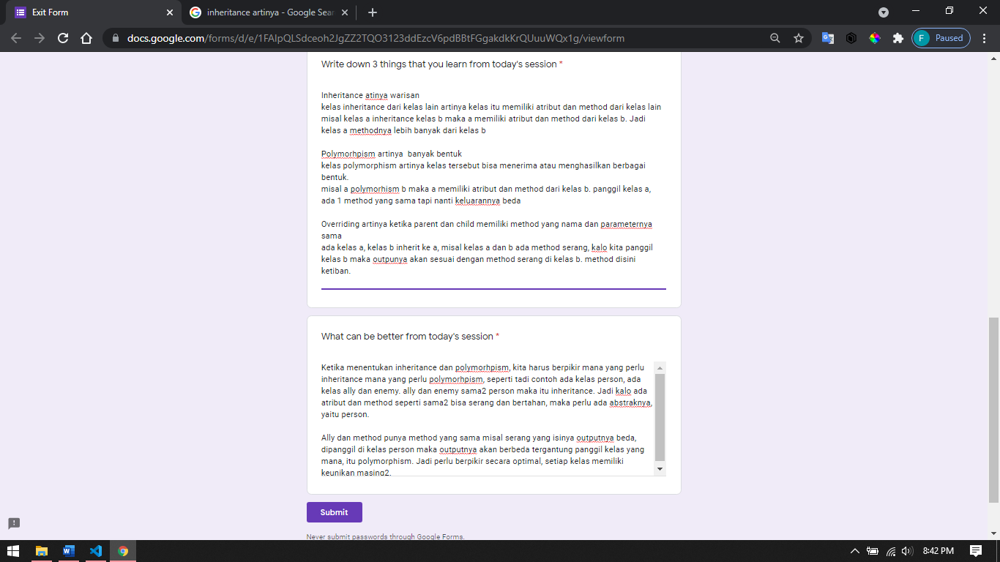 Exit Form
inheritance artinya - Google Sear
docs.google.com/forms/d/e/1FAIpQLSdceoh2JgZZ2TQO3123ddEzcV6pdBBtFGgakdkKrQUuuWQx1g/viewform
F Paused
Write down 3 things that you learn from today's session *
Inheritance atinya warisan
kelas inheritance dari kelas lain artinya kelas itu memiliki atribut dan method dari kelas lain
misal kelas a inheritance kelas b maka a memiliki atribut dan method dari kelas b. Jadi
kelas a methodnya lebih banyak dari kelas b
Polymorhpism artinya  banyak bentuk
kelas polymorphism artinya kelas tersebut bisa menerima atau menghasilkan berbagai
bentuk.
misal a polymorhism b maka a memiliki atribut dan method dari kelas b. panggil kelas a,
ada 1 method yang sama tapi nanti keluarannya beda
Overriding artinya ketika parent dan child memiliki method yang nama dan parameternya
sama
ada kelas a, kelas b inherit ke a, misal kelas a dan b ada method serang, kalo kita panggil
kelas b maka outpunya akan sesuai dengan method serang di kelas b. method disini
ketiban.
What can be better from today's session *
Ketika menentukan inheritance dan polymorhpism, kita harus berpikir mana yang perlu
inheritance mana yang perlu polymorhpism, seperti tadi contoh ada kelas person, ada
kelas ally dan enemy. ally dan enemy sama2 person maka itu inheritance. Jadi kalo ada
atribut dan method seperti sama2 bisa serang dan bertahan, maka perlu ada abstraknya,
yaitu person.
Ally dan method punya method yang sama misal serang yang isinya outputnya beda,
dipanggil di kelas person maka outputnya akan berbeda tergantung panggil kelas yang
mana, itu polymorphism. Jadi perlu berpikir secara optimal, setiap kelas memiliki
keunikan masing2.
Submit
Never submit passwords through Google Forms.
8:42 PM